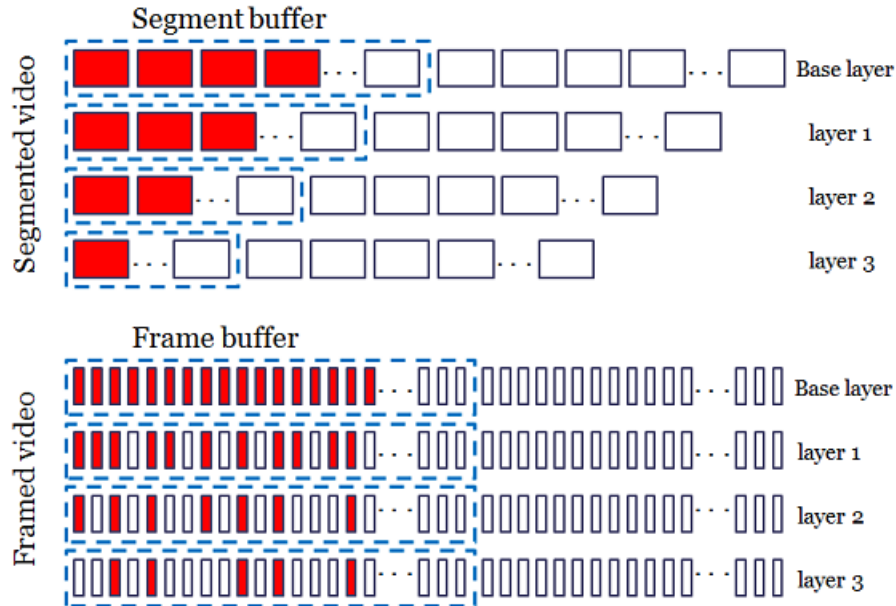 Segment buffer
Segmented video
Base layer
layer 1
layer 2
layer 3
Frame buffer
Framed video
Base layer
layer 1
layer 2
layer 3